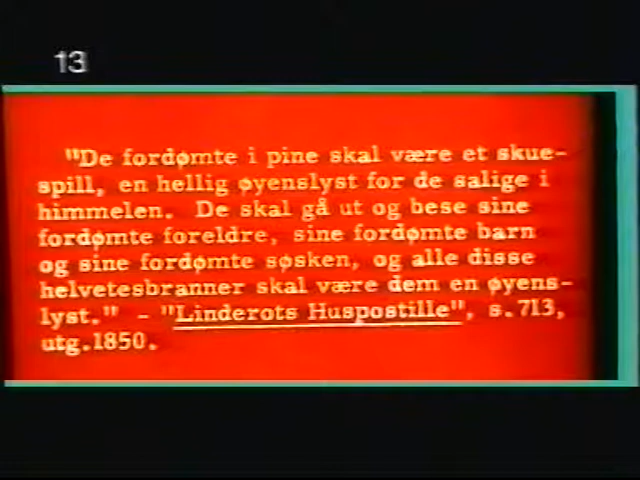 13
"De fordømte i pine skal være et skue-
spill, en hellig øyenslyst for de salige i
himmelen. De skal gå ut og bese sine
fordømte foreldre, sine fordømte barn
og sine fordømte søsken, og alle disse
helvetesbranner skal være dem en øyens-
lyst." - "Linderots Huspostille", s.713,
utg.1850.